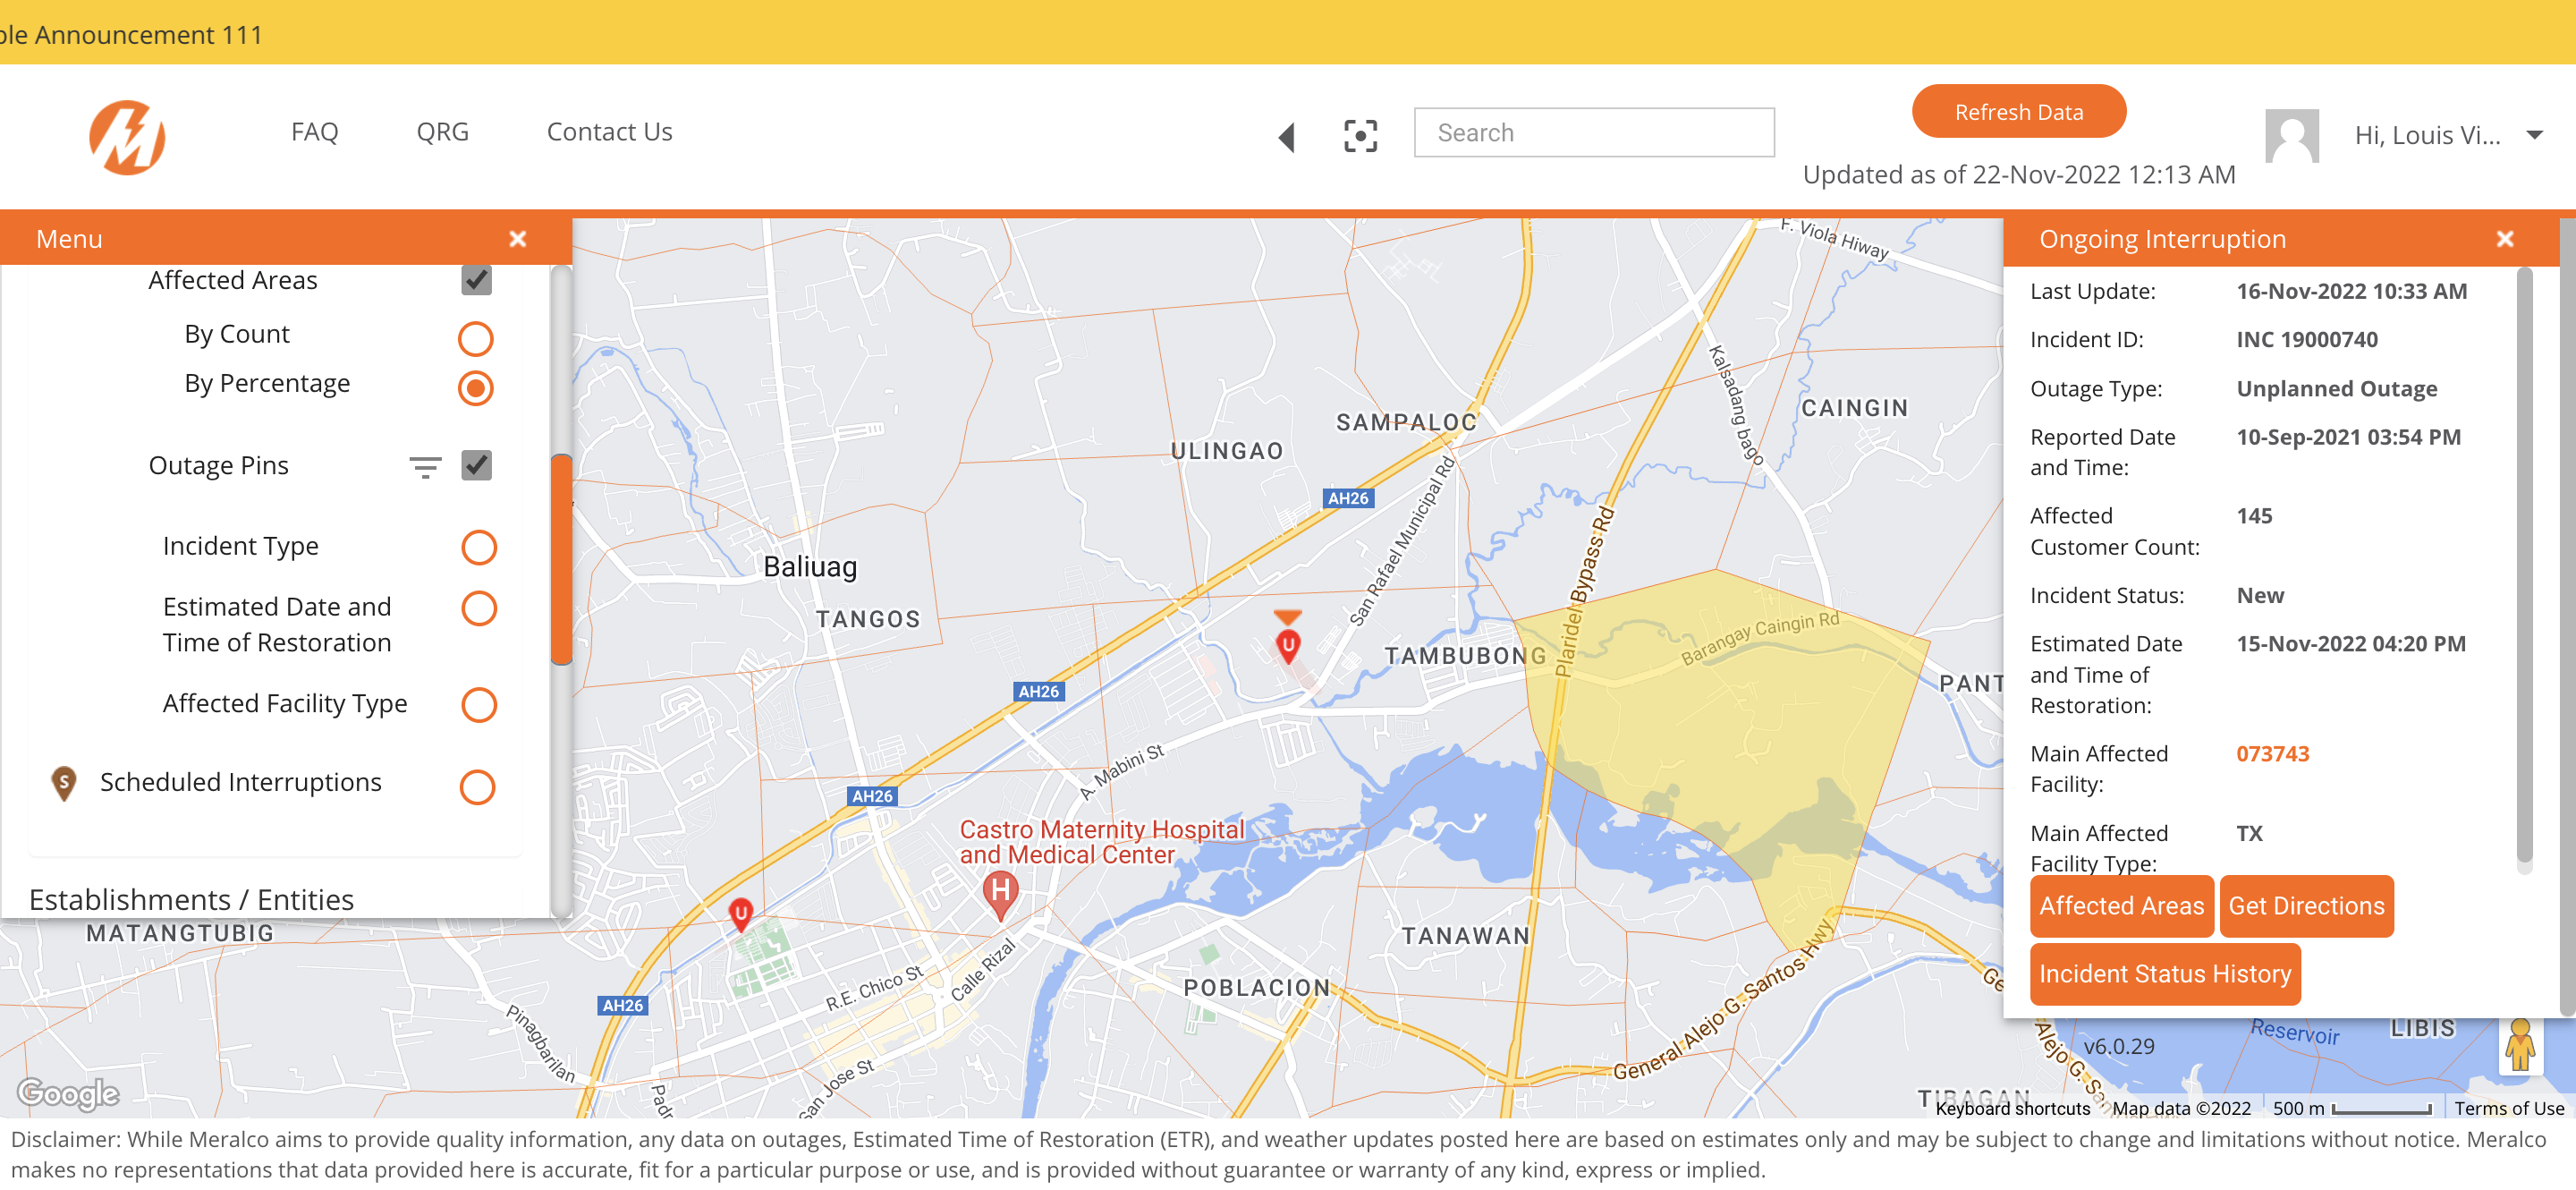 ble Announcement 111
FAQ
QRG
Contact Us
Search
Refresh Data
Updated as of 22-Nov-2022 12:13 AM
Hi, Louis Vi...
Menu
Affected Areas
By Count
By Percentage
Outage Pins
Incident Type
Estimated Date and
Time of Restoration
Affected Facility Type
S
Scheduled Interruptions
Establishments / Entities
F. Viola Hiway
Kalsadang bago
CAINGIN
SAMPALOC
ULINGAO
AH26
San Rafael Municipal Rd
Plaridel Bypass Rd
Baliuag
TANGOS
U
TAMBUBONG
Barangay Caingin Rd
PANT
AH26
A. Mabini St
AH26
Castro Maternity Hospital
and Medical Center
H
U
MATANGTUBIG
TANAWAN
R.E. Chico St
Calle Rizal
POBLACION
AH26
Pinagbarilan
General Alejo G. Santos Hwy
Ge
San Jose St
Padr
Alejo G. S
Reservoir
LIBIS
v6.0.29
TIBAGAN
Google
Keyboard shortcuts
Map data ©2022
500 m
Terms of Use
Ongoing Interruption
Last Update: 16-Nov-2022 10:33 AM
Incident ID: INC 19000740
Outage Type: Unplanned Outage
Reported Date 10-Sep-2021 03:54 PM
and Time:
Affected 145
Customer Count:
Incident Status: New
Estimated Date 15-Nov-2022 04:20 PM
and Time of
Restoration:
Main Affected 073743
Facility:
Main Affected TX
Facility Type:
Affected Areas
Get Directions
Incident Status History
Disclaimer: While Meralco aims to provide quality information, any data on outages, Estimated Time of Restoration (ETR), and weather updates posted here are based on estimates only and may be subject to change and limitations without notice. Meralco
makes no representations that data provided here is accurate, fit for a particular purpose or use, and is provided without guarantee or warranty of any kind, express or implied.